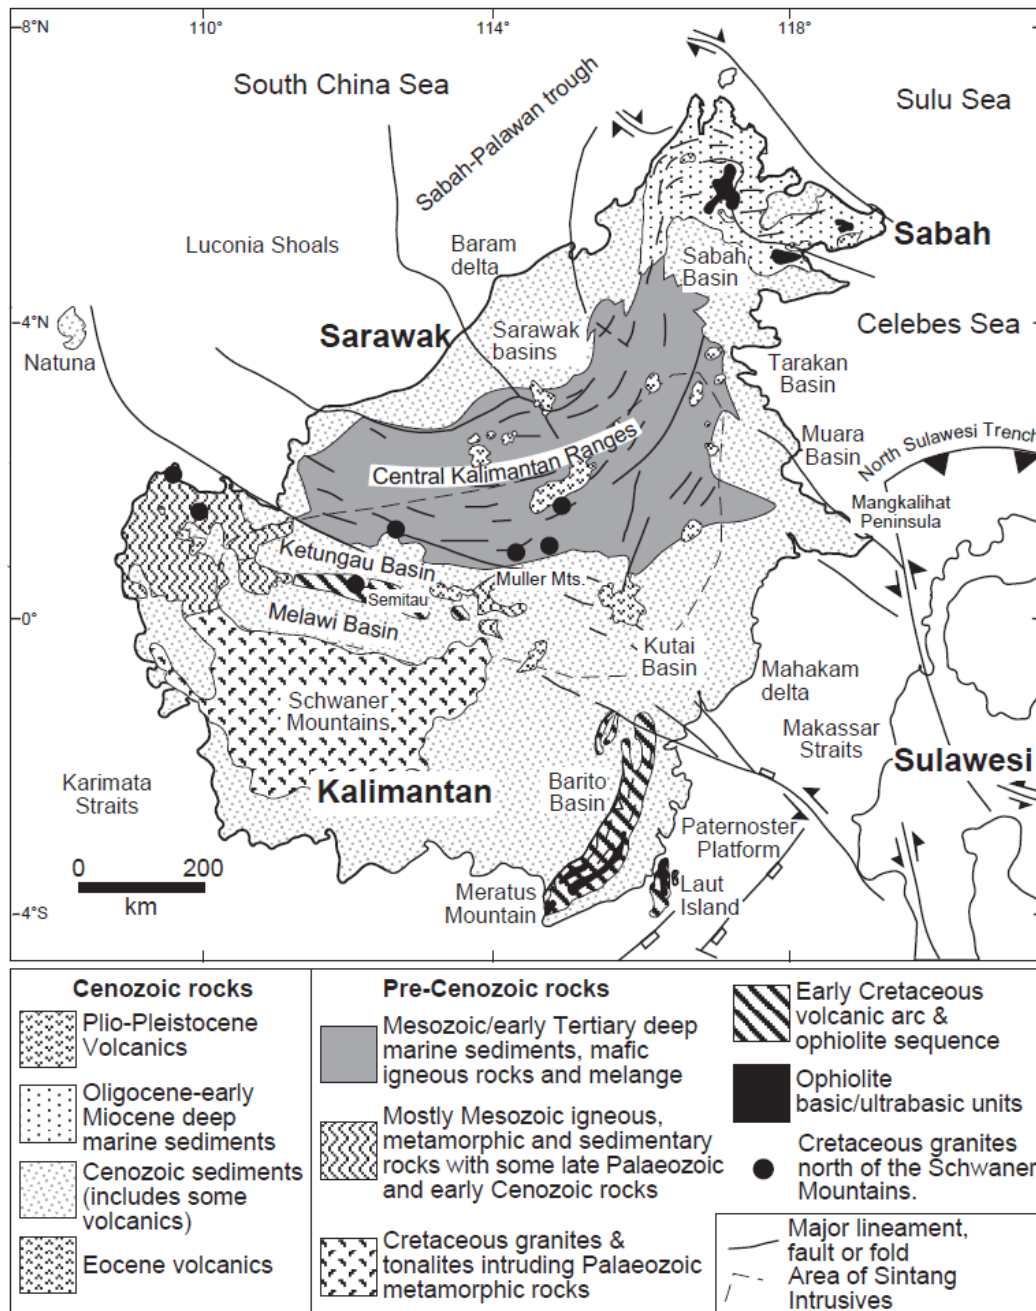 8°N
110°
114°
118°
South China Sea
Sabah-Palawan trough
Sulu Sea
Luconia Shoals
Baram
delta
Sabah
Sabah
Basin
4°N
Natuna
Sarawak
Sarawak
basins
Celebes Sea
Tarakan
Basin
Muara
Basin
North Sulawesi Trench
Central Kalimantan Ranges
Mangkalihat
Peninsula
Ketungau Basin
Muller Mts.
Semitau
0°
Melawi Basin
Kutai
Basin
Mahakam
delta
Schwaner
Mountains
Makassar
Straits
Sulawesi
Karimata
Straits
Kalimantan
Barito
Basin
Paternoster
Platform
0
200
km
Meratus
Mountain
Laut
Island
4°S
Cenozoic rocks
Plio-Pleistocene
Volcanics
Oligocene-early
Miocene deep
marine sediments
Cenozoic sediments
(includes some
volcanics)
Eocene volcanics
Pre-Cenozoic rocks
Mesozoic/early Tertiary deep
marine sediments, mafic
igneous rocks and melange
Mostly Mesozoic igneous,
metamorphic and sedimentary
rocks with some late Palaeozoic
and early Cenozoic rocks
Cretaceous granites &
tonalites intruding Palaeozoic
metamorphic rocks
Early Cretaceous
volcanic arc &
ophiolite sequence
Ophiolite
basic/ultrabasic units
Cretaceous granites
north of the Schwaner
Mountains.
Major lineament,
fault or fold
Area of Sintang
Intrusives